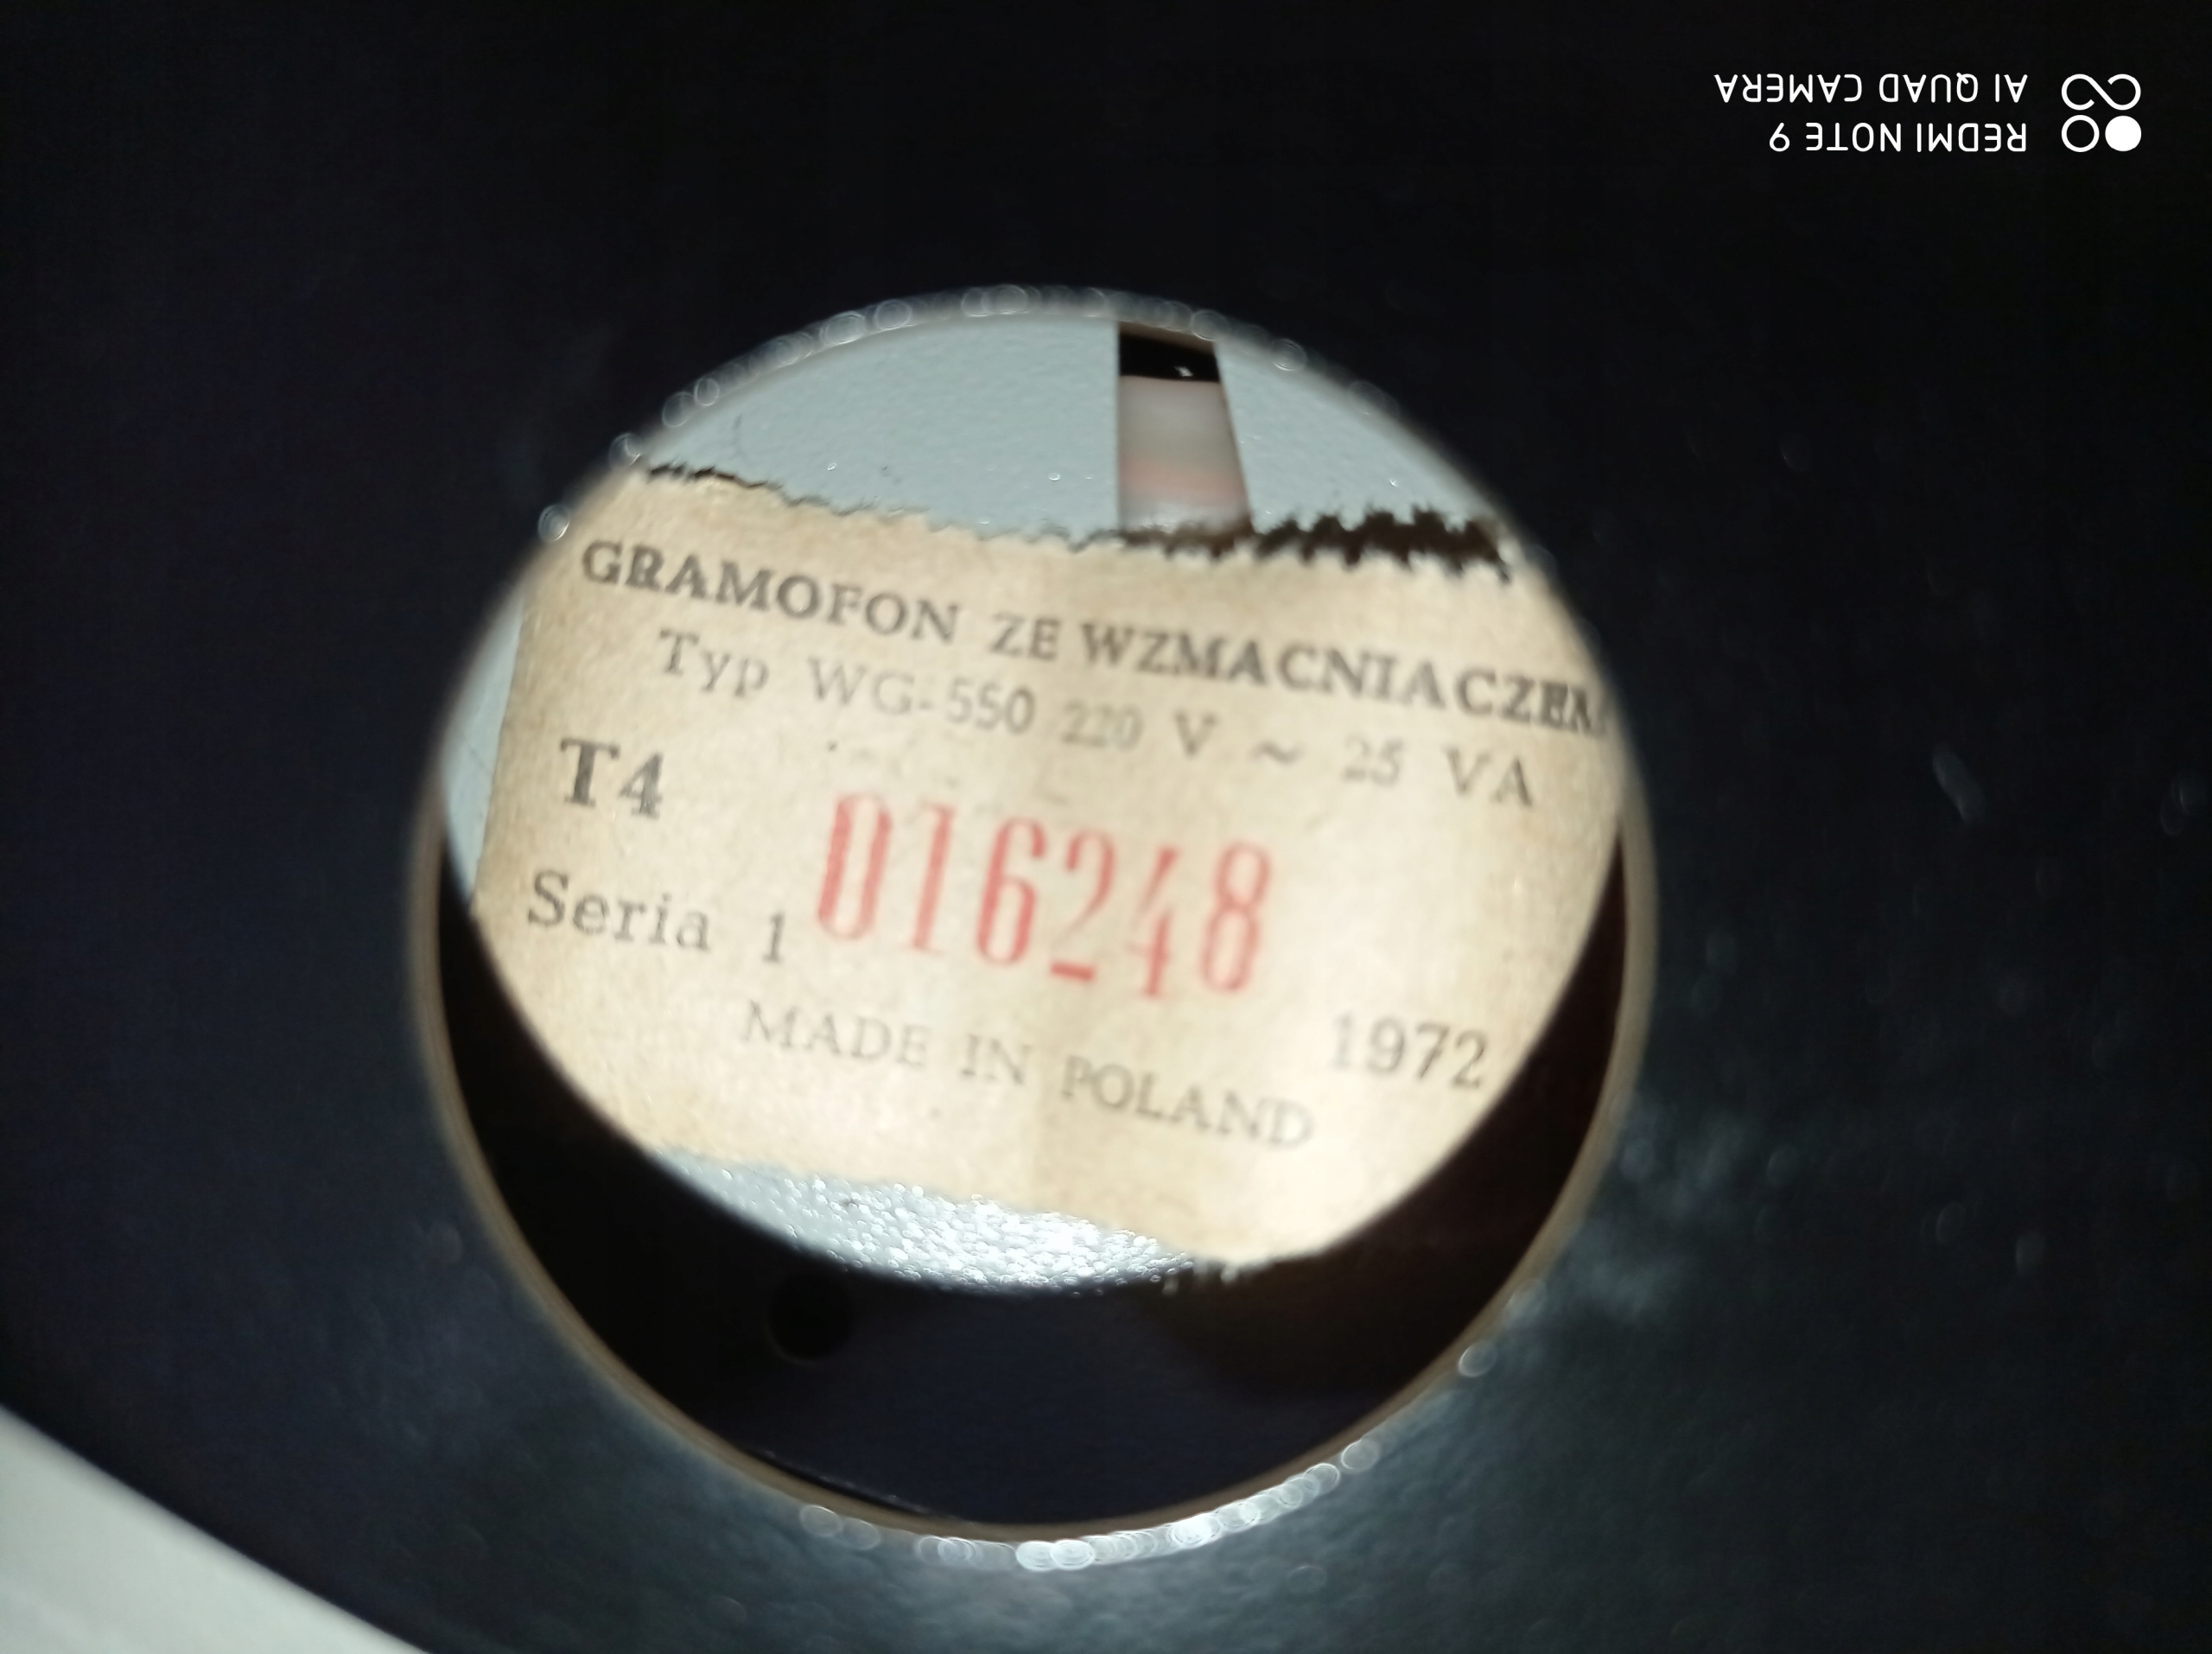 GRAMOFON ZE WZMACNIACZEM
Typ WG-550 220 V ~ 25 VA
T4
016248
Seria 1
1972
MADE IN POLAND
REDMI NOTE 9
AI QUAD CAMERA